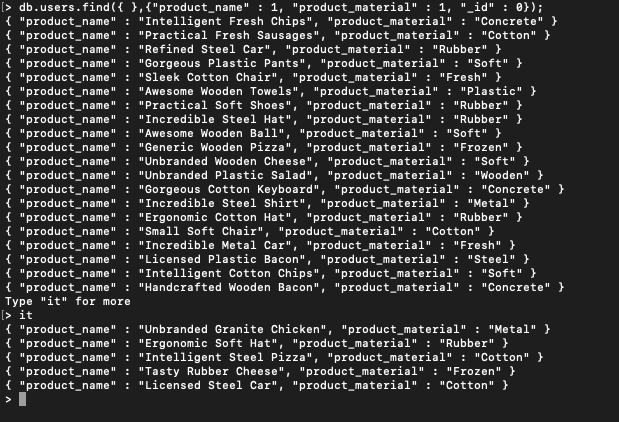 [> db.users.find({ },{"product_name" : 1, "product_material" : 1, "_id" : 0});
{ "product_name" : "Intelligent Fresh Chips", "product_material" : "Concrete" }
{ "product_name" : "Practical Fresh Sausages", "product_material" : "Cotton" }
{ "product_name" : "Refined Steel Car", "product_material" : "Rubber" }
{ "product_name" : "Gorgeous Plastic Pants", "product_material" : "Soft" }
{ "product_name" : "Sleek Cotton Chair", "product_material" : "Fresh" }
{ "product_name" : "Awesome Wooden Towels", "product_material" : "Plastic" }
{ "product_name" : "Practical Soft Shoes", "product_material" : "Rubber" }
{ "product_name" : "Incredible Steel Hat", "product_material" : "Rubber" }
{ "product_name" : "Awesome Wooden Ball", "product_material" : "Soft" }
{ "product_name" : "Generic Wooden Pizza", "product_material" : "Frozen" }
{ "product_name" : "Unbranded Wooden Cheese", "product_material" : "Soft" }
{ "product_name" : "Unbranded Plastic Salad", "product_material" : "Wooden" }
{ "product_name" : "Gorgeous Cotton Keyboard", "product_material" : "Concrete" }
{ "product_name" : "Incredible Steel Shirt", "product_material" : "Metal" }
{ "product_name" : "Ergonomic Cotton Hat", "product_material" : "Rubber" }
{ "product_name" : "Small Soft Chair", "product_material" : "Cotton" }
{ "product_name" : "Incredible Metal Car", "product_material" : "Fresh" }
{ "product_name" : "Licensed Plastic Bacon", "product_material" : "Steel" }
{ "product_name" : "Intelligent Cotton Chips", "product_material" : "Soft" }
{ "product_name" : "Handcrafted Wooden Bacon", "product_material" : "Concrete" }
Type "it" for more
[> it
{ "product_name" : "Unbranded Granite Chicken", "product_material" : "Metal" }
{ "product_name" : "Ergonomic Soft Hat", "product_material" : "Rubber" }
{ "product_name" : "Intelligent Steel Pizza", "product_material" : "Cotton" }
{ "product_name" : "Tasty Rubber Cheese", "product_material" : "Frozen" }
{ "product_name" : "Licensed Steel Car", "product_material" : "Cotton" }
>